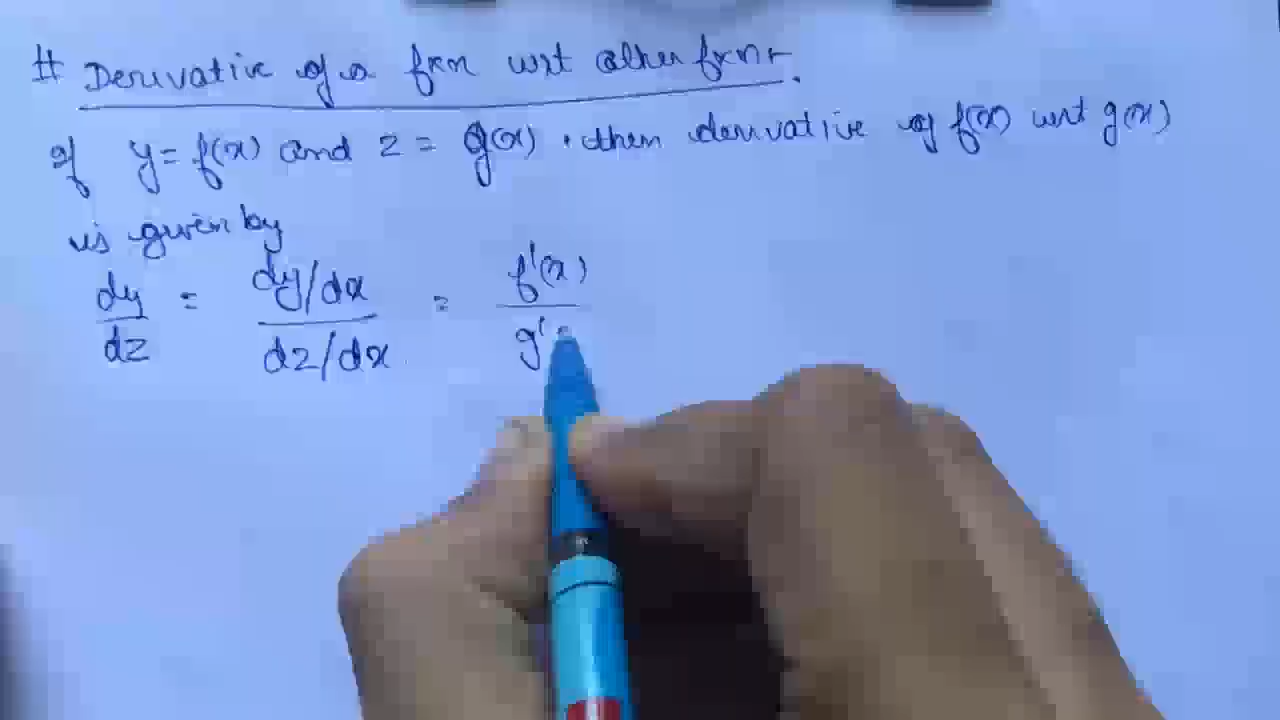 # Derivative of a fxn wrt other fxn.
If y = f(x) and z = g(x). then derivative of f(x) wrt g(x)
is given by
dy/dz = (dy/dx)/(dz/dx) = f'(x)/g'